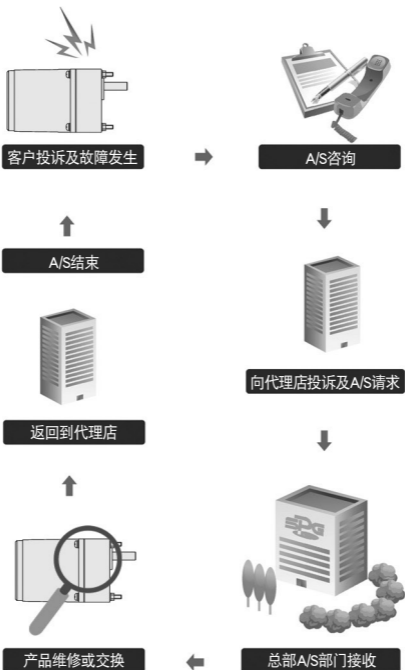 客户投诉及故障发生
A/S咨询
A/S结束
向代理店投诉及A/S请求
返回到代理店
SPG
产品维修或交换
总部A/S部门接收